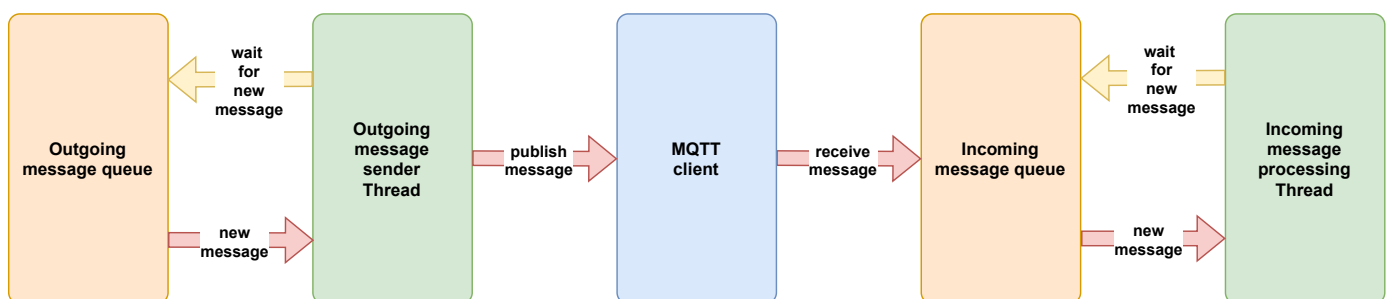 Outgoing
message queue
wait
for
new
message
new
message
Outgoing
message
sender
Thread
publish
message
MQTT
client
receive
message
Incoming
message queue
wait
for
new
message
new
message
Incoming
message
processing
Thread